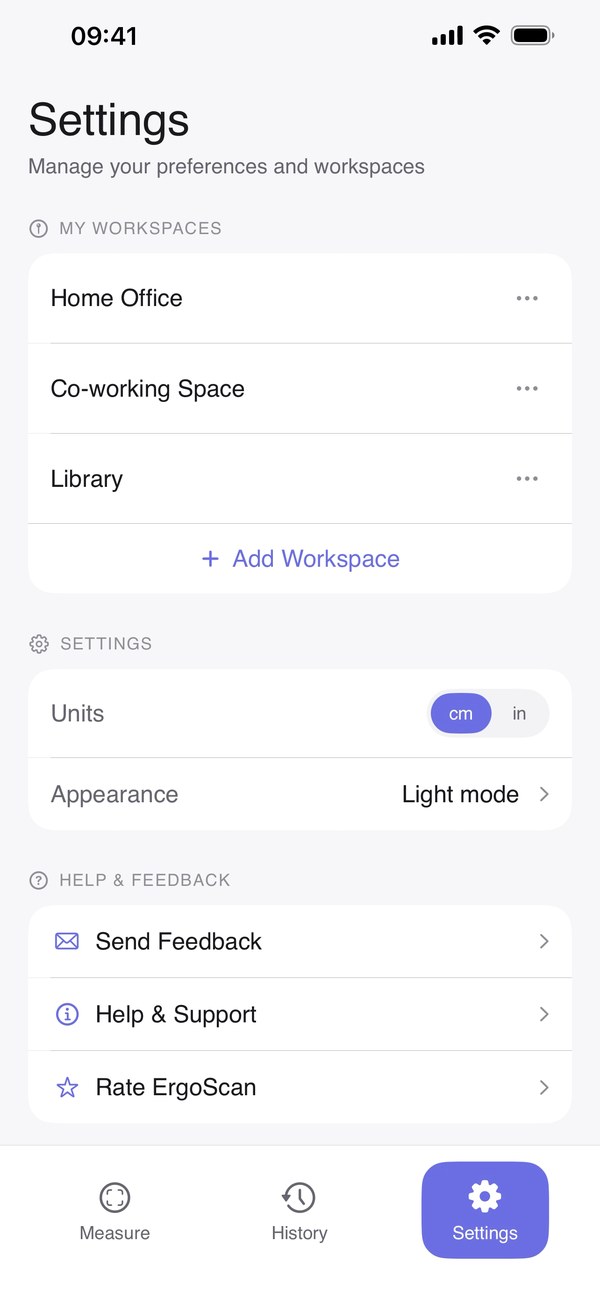 09:41
Settings
Manage your preferences and workspaces
MY WORKSPACES
Home Office
Co-working Space
Library
+ Add Workspace
SETTINGS
Units cm in
Appearance Light mode
HELP & FEEDBACK
Send Feedback
Help & Support
Rate ErgoScan
Measure History Settings